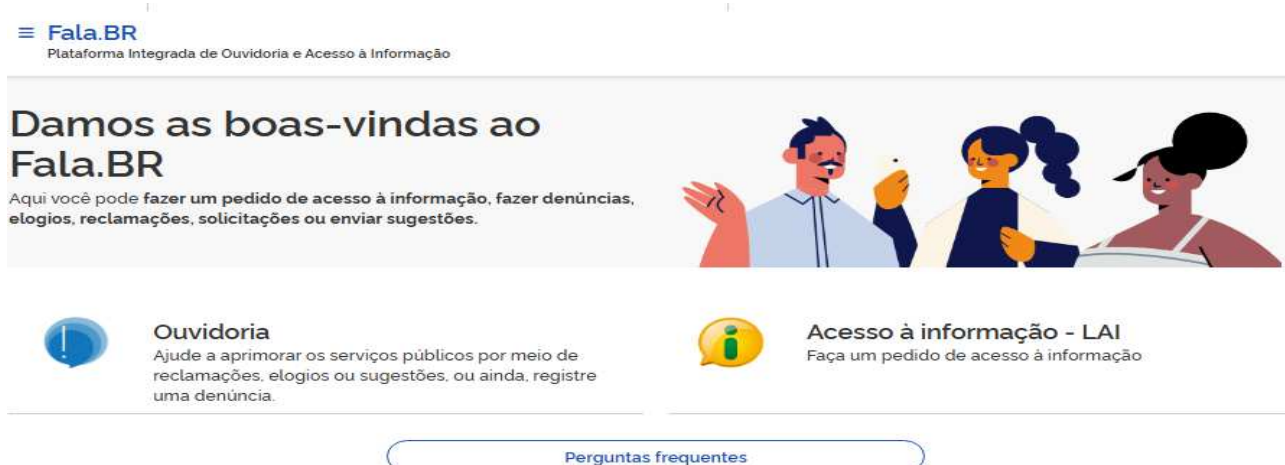 Fala.BR
Plataforma Integrada de Ouvidoria e Acesso à Informação
Damos as boas-vindas ao
Fala.BR
Aqui você pode fazer um pedido de acesso à informação, fazer denúncias,
elogios, reclamações, solicitações ou enviar sugestões.
Ouvidoria
Ajude a aprimorar os serviços públicos por meio de
reclamações, elogios ou sugestões, ou ainda, registre
uma denúncia.
Acesso à informação - LAI
Faça um pedido de acesso à informação
Perguntas frequentes